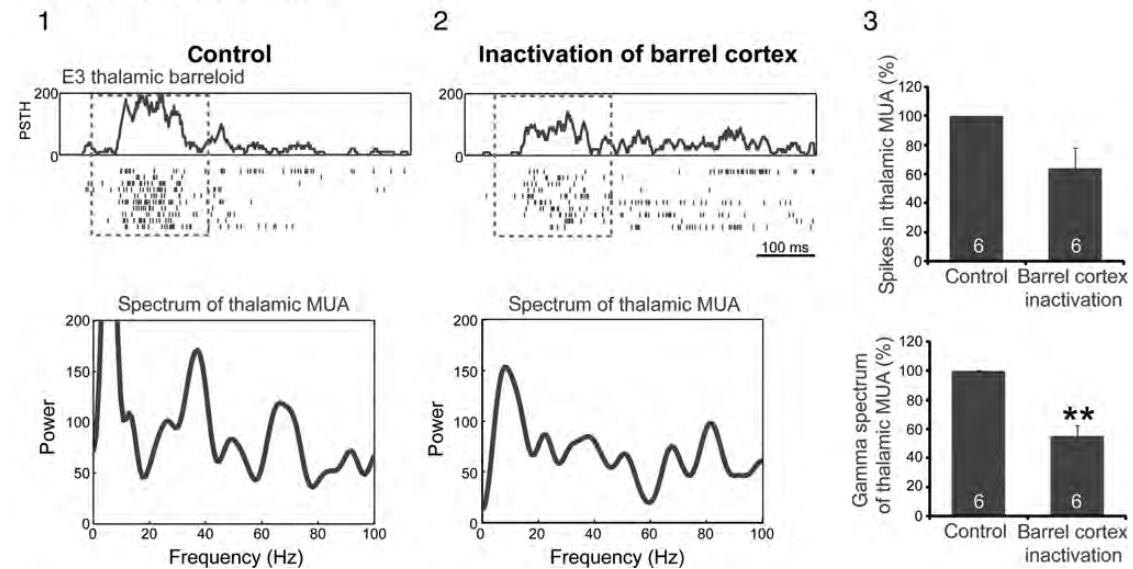 1
Control
E3 thalamic barreloid
PSTH
200
0
2
Inactivation of barrel cortex
200
0
100 ms
3
Spikes in thalamic MUA (%)
120
100
80
60
40
20
0
6
6
Control
Barrel cortex
inactivation
Spectrum of thalamic MUA
Power
200
150
100
50
0
0 20 40 60 80 100
Frequency (Hz)
Spectrum of thalamic MUA
Power
200
150
100
50
0
0 20 40 60 80 100
Frequency (Hz)
Gamma spectrum
of thalamic MUA (%)
120
100
80
60
40
20
0
**
6
6
Control
Barrel cortex
inactivation